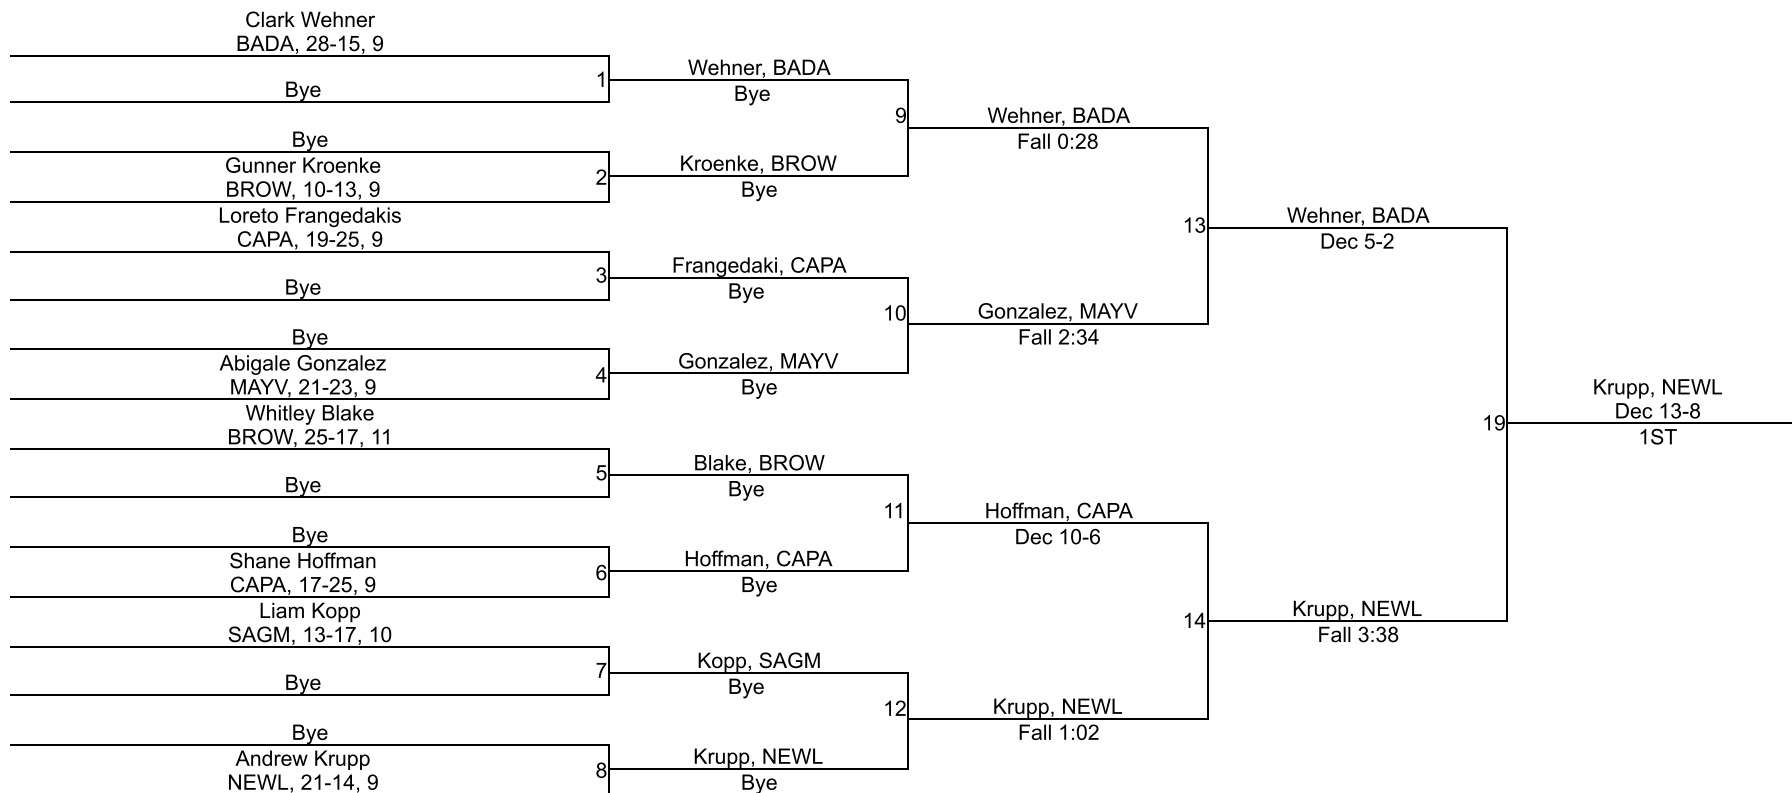 Clark Wehner
BADA, 28-15, 9
Bye
1
Bye
Gunner Kroenke
BROW, 10-13, 9
2
Loreto Frangedakis
CAPA, 19-25, 9
Bye
3
Bye
Abigale Gonzalez
MAYV, 21-23, 9
4
Whitley Blake
BROW, 25-17, 11
Bye
5
Bye
Shane Hoffman
CAPA, 17-25, 9
6
Liam Kopp
SAGM, 13-17, 10
Bye
7
Bye
Andrew Krupp
NEWL, 21-14, 9
8
Wehner, BADA
Bye
9
Kroenke, BROW
Bye
Frangedaki, CAPA
Bye
10
Gonzalez, MAYV
Bye
Blake, BROW
Bye
11
Hoffman, CAPA
Bye
Kopp, SAGM
Bye
12
Krupp, NEWL
Bye
Wehner, BADA
Fall 0:28
13
Gonzalez, MAYV
Fall 2:34
Hoffman, CAPA
Dec 10-6
14
Krupp, NEWL
Fall 1:02
Wehner, BADA
Dec 5-2
19
Krupp, NEWL
Fall 3:38
Krupp, NEWL
Dec 13-8
1ST